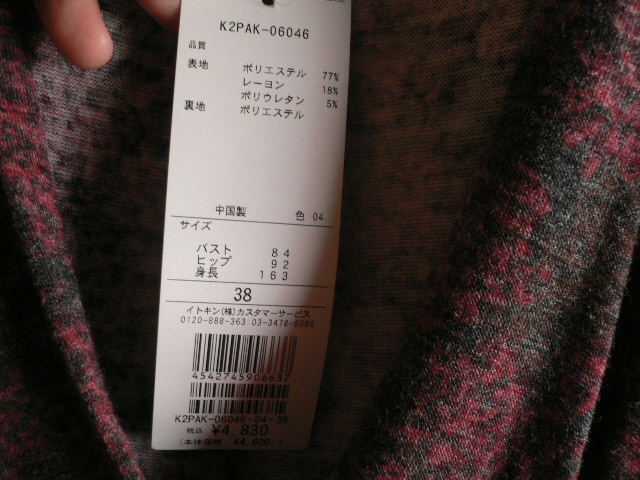 K2PAK-06046
品質
表地 ポリエステル 77%
レーヨン 18%
ポリウレタン 5%
裏地 ポリエステル
中国製 色 04
サイズ
バスト 84
ヒップ 92
身長 163
38
イトキン(株)カスタマーサービス
0120-888-363 03-3478-8088
4542745906637
K2PAK-06046-04-38
税込 ¥4,830
(本体価格 ¥4,600